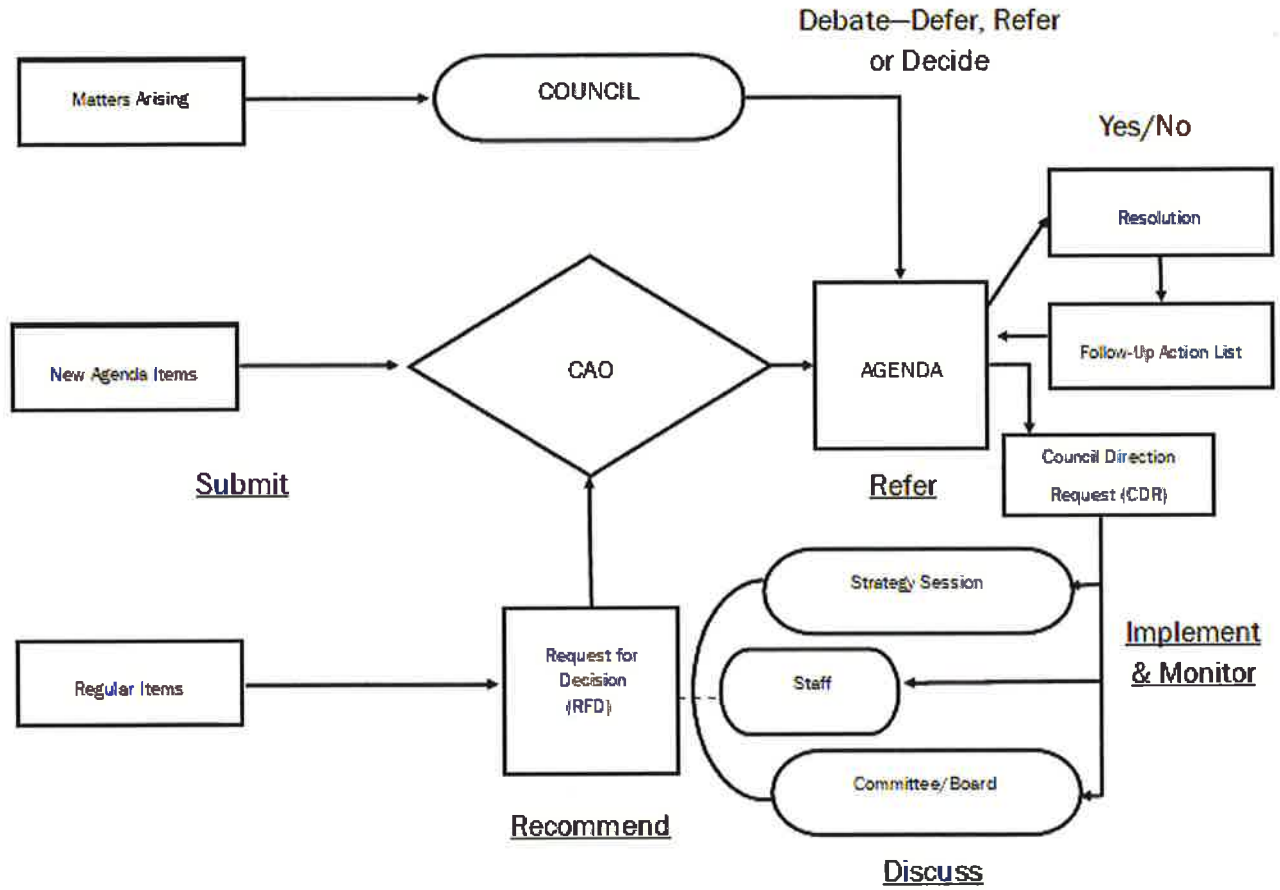 Debate—Defer, Refer
or Decide
Matters Arising
COUNCIL
Yes/No
Resolution
New Agenda Items
CAO
AGENDA
Follow-Up Action List
Submit
Refer
Council Direction
Request (CDR)
Strategy Session
Implement
& Monitor
Regular Items
Request for
Decision
(RFD)
Staff
Committee/Board
Recommend
Discuss